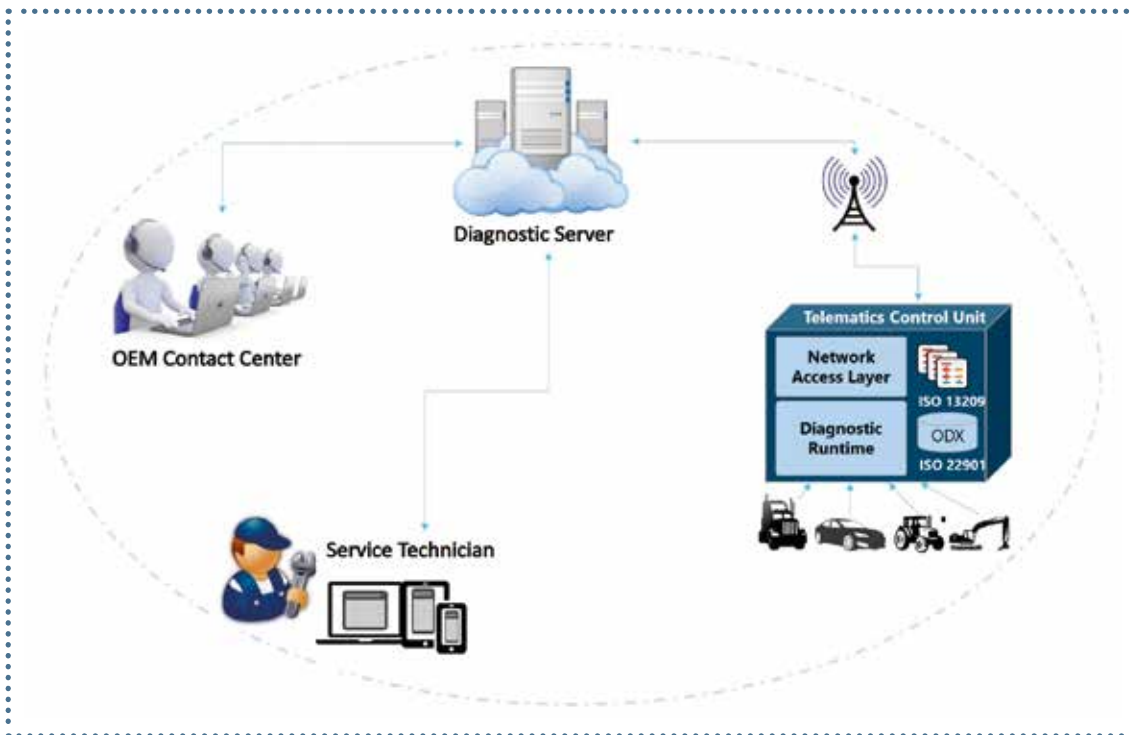 Diagnostic Server
OEM Contact Center
Telematics Control Unit
Network
Access Layer
ISO 13209
Diagnostic
Runtime
ODX
ISO 22901
Service Technician